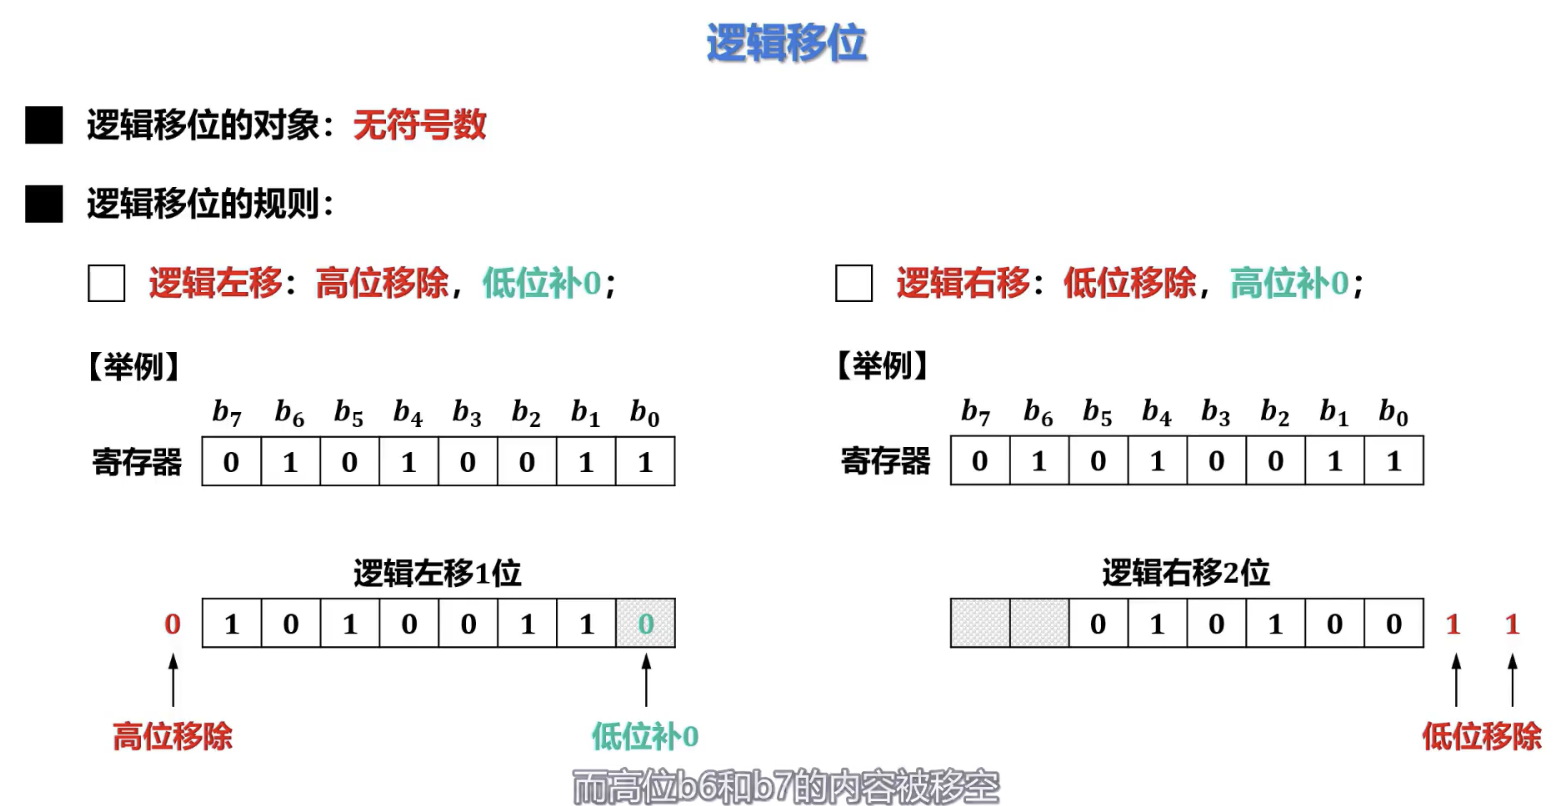 逻辑移位
逻辑移位的对象：无符号数
逻辑移位的规则：
逻辑左移：高位移除，低位补0；
【举例】
b7 b6 b5 b4 b3 b2 b1 b0
寄存器 0 1 0 1 0 0 1 1
逻辑左移1位
0 1 0 1 0 0 1 1 0
高位移除 低位补0
逻辑右移：低位移除，高位补0；
【举例】
b7 b6 b5 b4 b3 b2 b1 b0
寄存器 0 1 0 1 0 0 1 1
逻辑右移2位
0 1 0 1 0 0 1 1
低位移除
而高位b6和b7的内容被移空